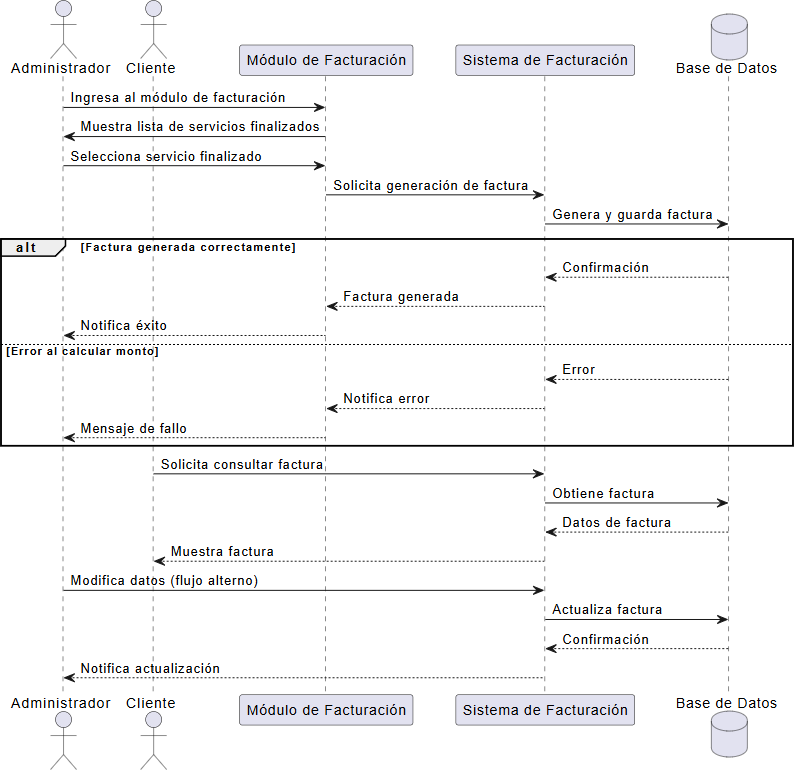 Administrador
Cliente
Módulo de Facturación
Sistema de Facturación
Base de Datos
Ingresa al módulo de facturación
Muestra lista de servicios finalizados
Selecciona servicio finalizado
Solicita generación de factura
Genera y guarda factura
alt
[Factura generada correctamente]
Confirmación
Factura generada
Notifica éxito
[Error al calcular monto]
Error
Notifica error
Mensaje de fallo
Solicita consultar factura
Obtiene factura
Datos de factura
Muestra factura
Modifica datos (flujo alterno)
Actualiza factura
Confirmación
Notifica actualización
Administrador
Cliente
Módulo de Facturación
Sistema de Facturación
Base de Datos